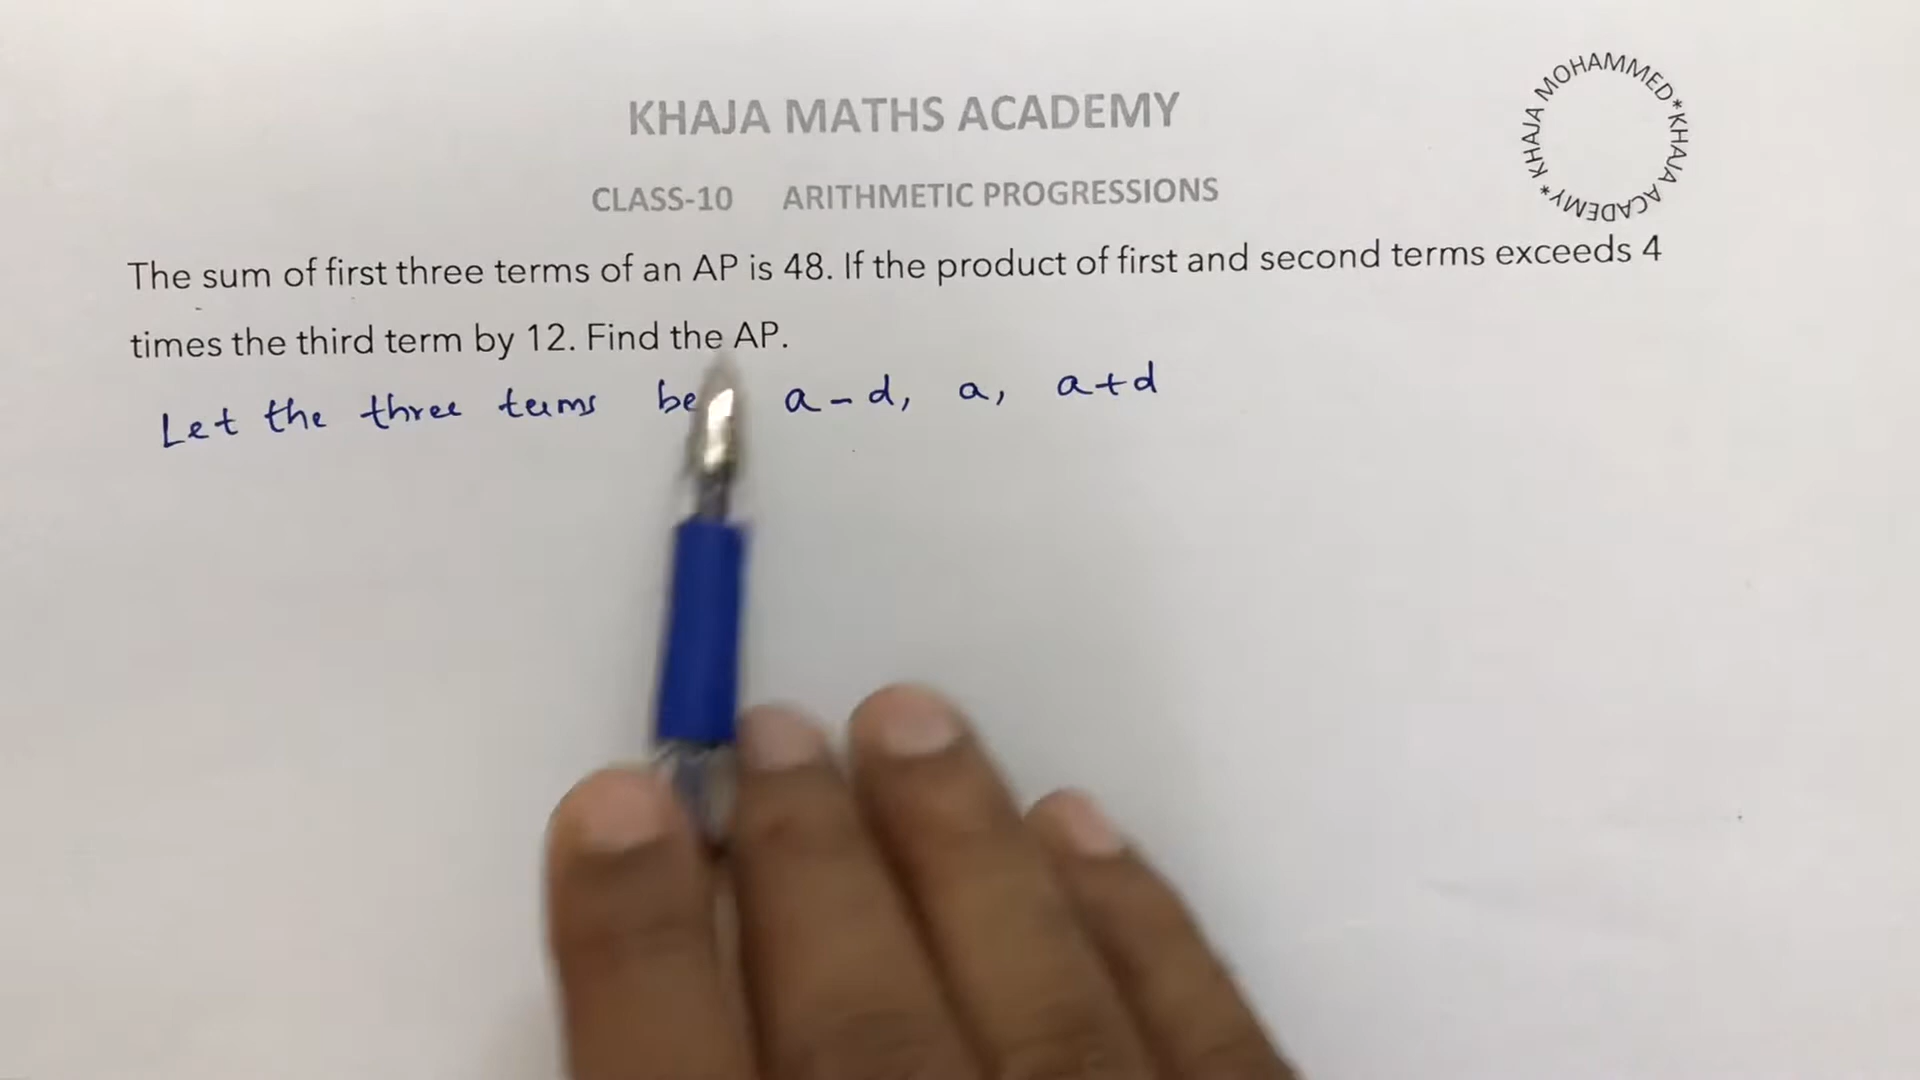 KHAJA MATHS ACADEMY
KHAJA MOHAMMED*KHAJA ACADEMY*
CLASS-10 ARITHMETIC PROGRESSIONS
The sum of first three terms of an AP is 48. If the product of first and second terms exceeds 4
times the third term by 12. Find the AP.
Let the three terms be a-d, a, a+d